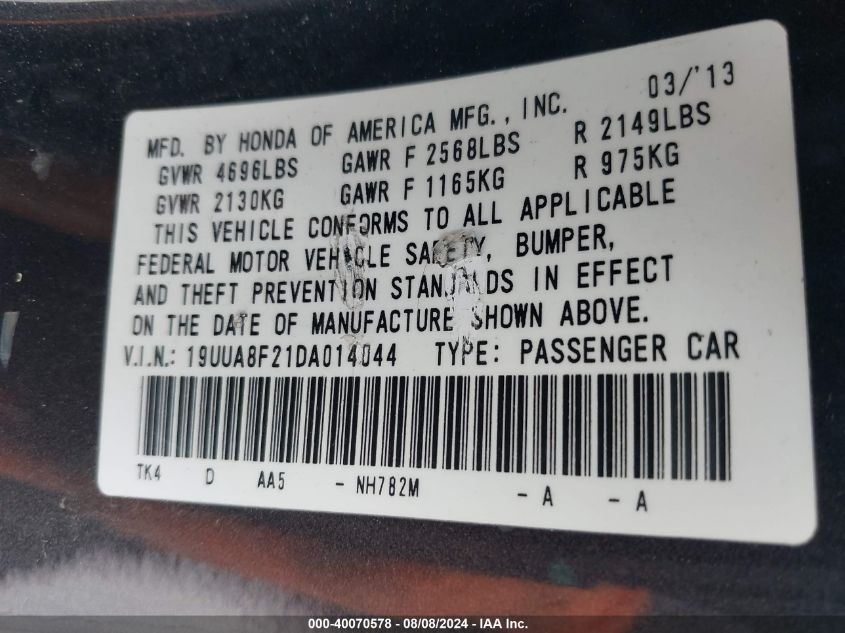 MFD. BY HONDA OF AMERICA MFG., INC. 03/'13
GVWR 4696LBS GAWR F 2568LBS R 2149LBS
GVWR 2130KG GAWR F 1165KG R 975KG
THIS VEHICLE CONFORMS TO ALL APPLICABLE
FEDERAL MOTOR VEHICLE SAFETY, BUMPER,
AND THEFT PREVENTION STANDARDS IN EFFECT
ON THE DATE OF MANUFACTURE SHOWN ABOVE.
V.I.N.: 19UUA8F21DA014044 TYPE: PASSENGER CAR
TK4 D AA5 - NH782M - A - A
000-40070578 - 08/08/2024 - IAA Inc.